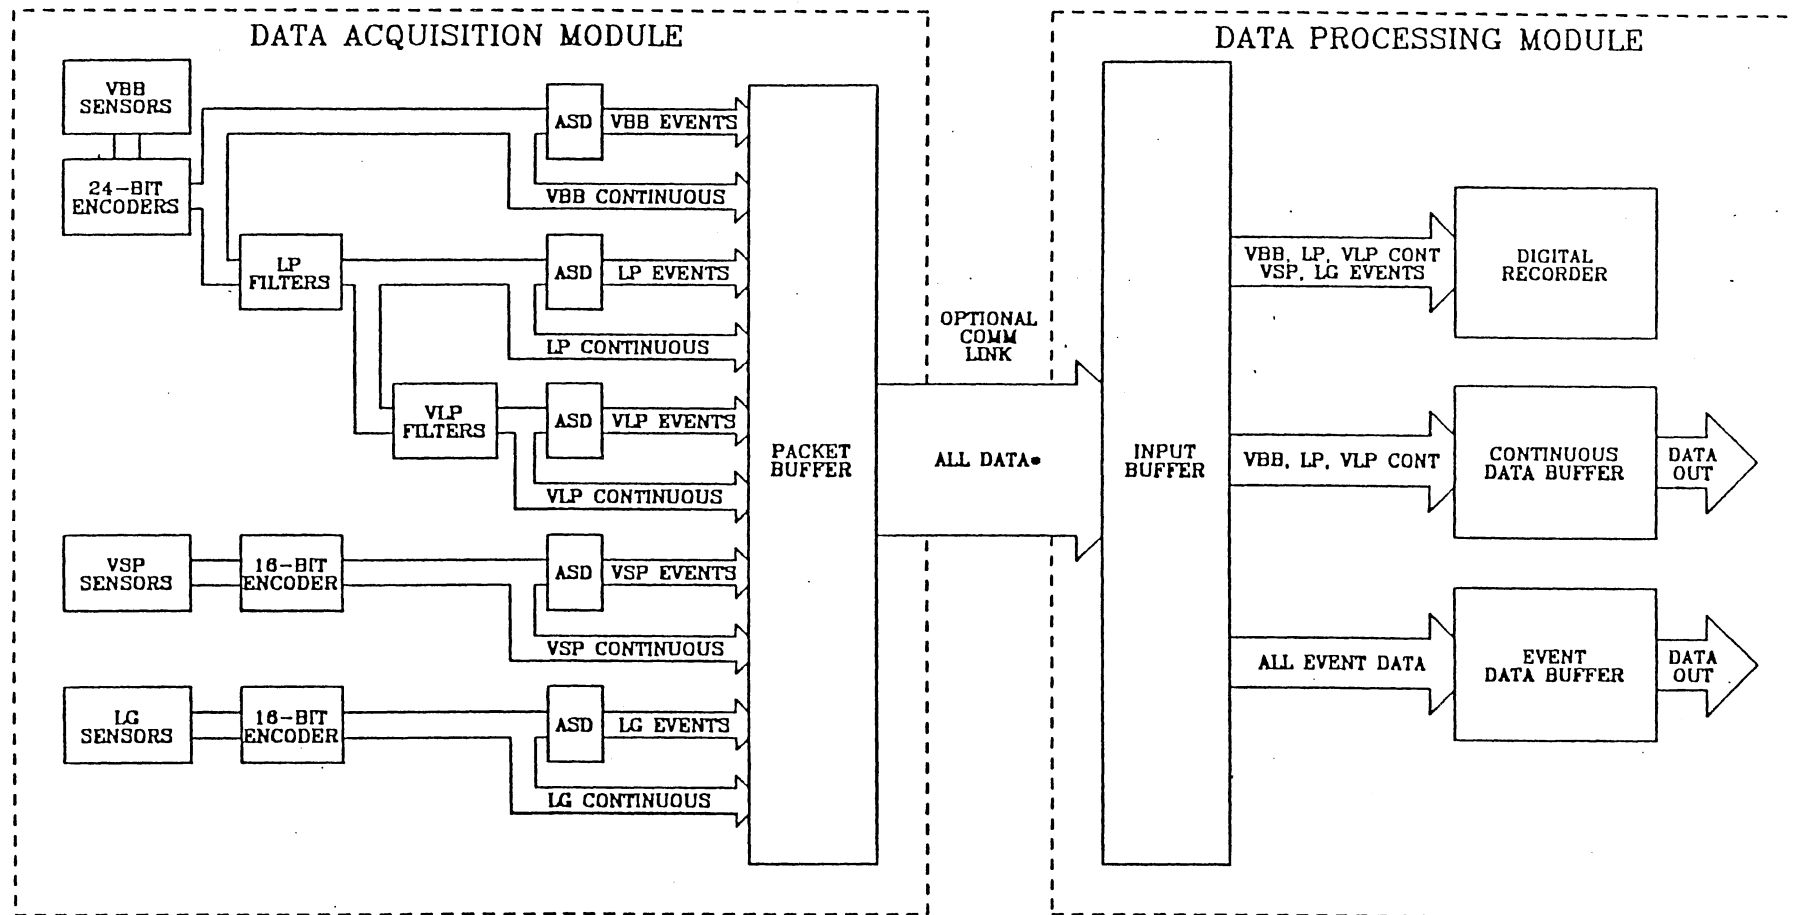 DATA ACQUISITION MODULE
VBB
SENSORS
24-BIT
ENCODERS
ASD
VBB EVENTS
VBB CONTINUOUS
LP
FILTERS
ASD
LP EVENTS
LP CONTINUOUS
VLP
FILTERS
ASD
VLP EVENTS
VLP CONTINUOUS
VSP
SENSORS
16-BIT
ENCODER
ASD
VSP EVENTS
VSP CONTINUOUS
LG
SENSORS
16-BIT
ENCODER
ASD
LG EVENTS
LG CONTINUOUS
PACKET
BUFFER
OPTIONAL
COMM
LINK
ALL DATA*
DATA PROCESSING MODULE
INPUT
BUFFER
VBB, LP, VLP CONT
VSP, LG EVENTS
DIGITAL
RECORDER
VBB, LP, VLP CONT
CONTINUOUS
DATA BUFFER
DATA
OUT
ALL EVENT DATA
EVENT
DATA BUFFER
DATA
OUT